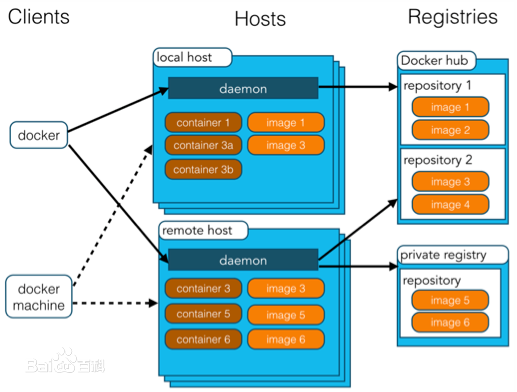 Clients
Hosts
Registries
local host
daemon
container 1
image 1
container 3a
image 3
container 3b
docker
docker
machine
remote host
daemon
container 3
image 3
container 5
image 5
container 6
image 6
Docker hub
repository 1
image 1
image 2
repository 2
image 3
image 4
private registry
repository
image 5
image 6
Bai百科